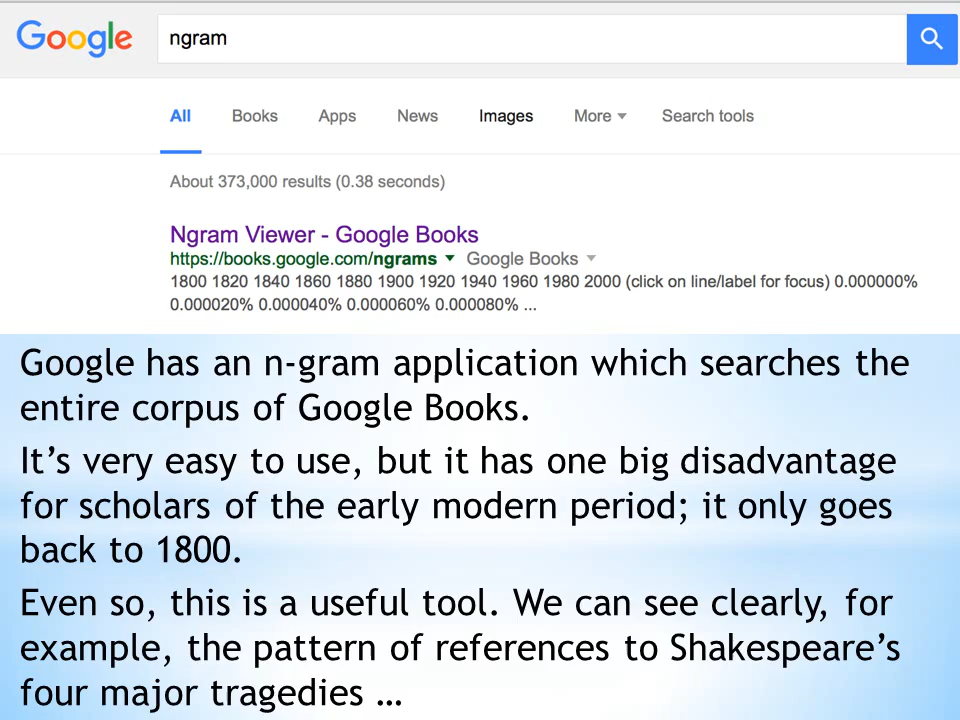 Google ngram
All Books Apps News Images More Search tools
About 373,000 results (0.38 seconds)
Ngram Viewer - Google Books
https://books.google.com/ngrams Google Books
1800 1820 1840 1860 1880 1900 1920 1940 1960 1980 2000 (click on line/label for focus) 0.000000%
0.000020% 0.000040% 0.000060% 0.000080% ...
Google has an n-gram application which searches the
entire corpus of Google Books.
It’s very easy to use, but it has one big disadvantage
for scholars of the early modern period; it only goes
back to 1800.
Even so, this is a useful tool. We can see clearly, for
example, the pattern of references to Shakespeare’s
four major tragedies …